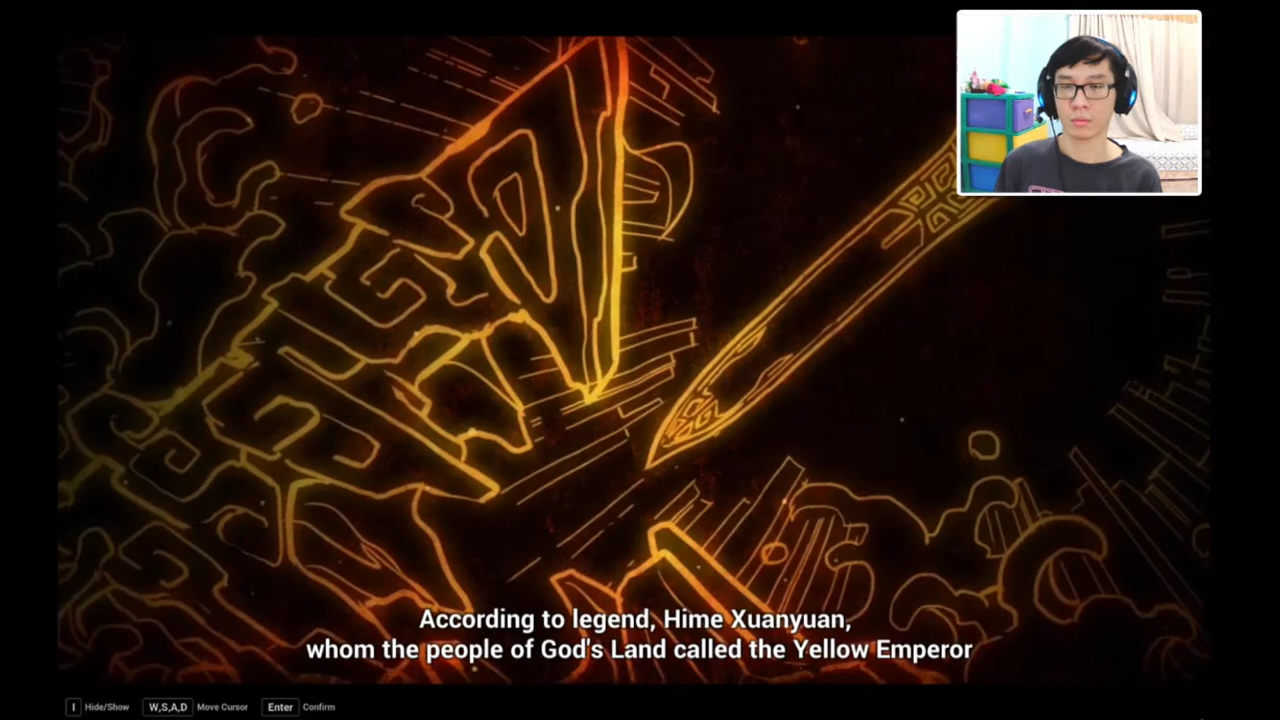 According to legend, Hime Xuanyuan,
whom the people of God's Land called the Yellow Emperor
I Hide/Show W,S,A,D Move Cursor Enter Confirm